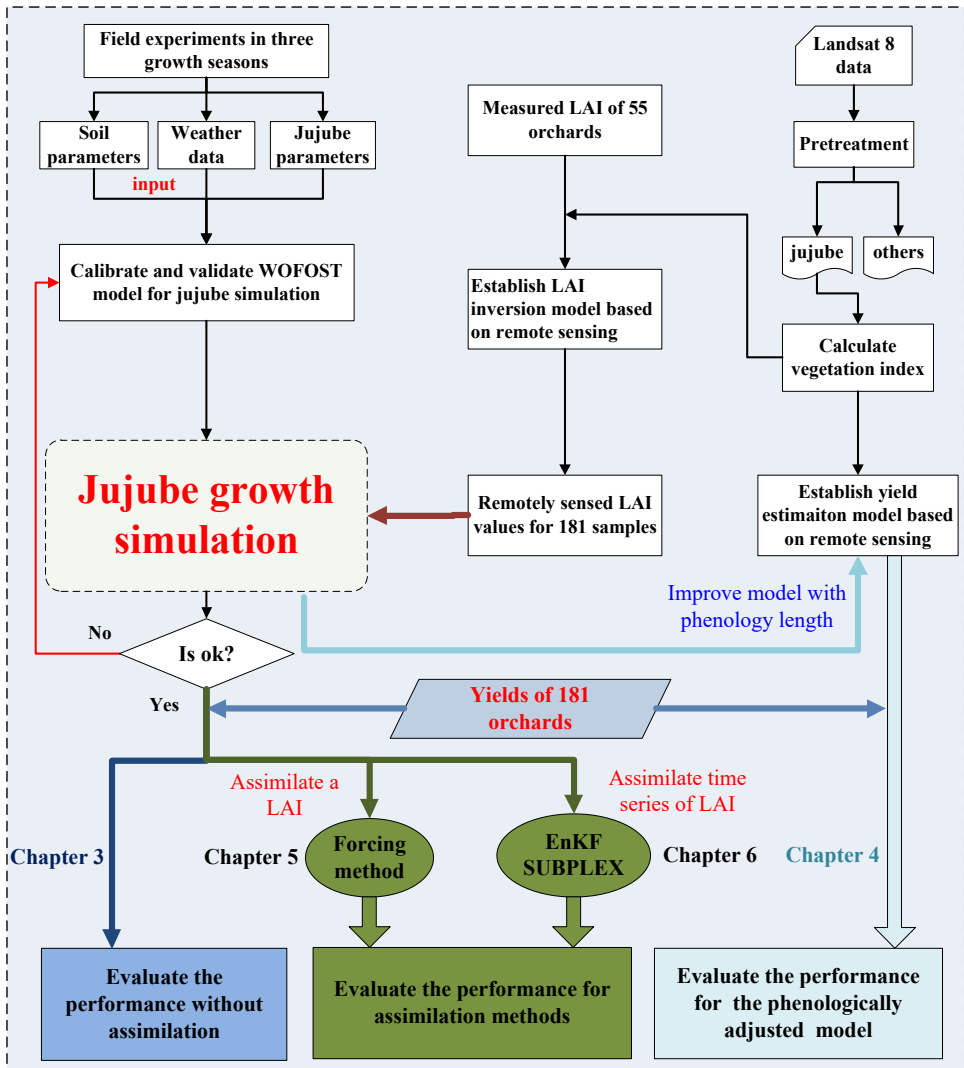 Field experiments in three
growth seasons
Soil
parameters
Weather
data
Jujube
parameters
input
Calibrate and validate WOFOST
model for jujube simulation
Measured LAI of 55
orchards
Landsat 8
data
Pretreatment
jujube
others
Establish LAI
inversion model based
on remote sensing
Calculate
vegetation index
Jujube growth
simulation
Remotely sensed LAI
values for 181 samples
Establish yield
estimaiton model based
on remote sensing
Improve model with
phenology length
No
Is ok?
Yes
Yields of 181
orchards
Assimilate a
LAI
Assimilate time
series of LAI
Chapter 3
Chapter 5
Forcing
method
EnKF
SUBPLEX
Chapter 6
Chapter 4
Evaluate the
performance without
assimilation
Evaluate the performance for
assimilation methods
Evaluate the performance
for the phenologically
adjusted model